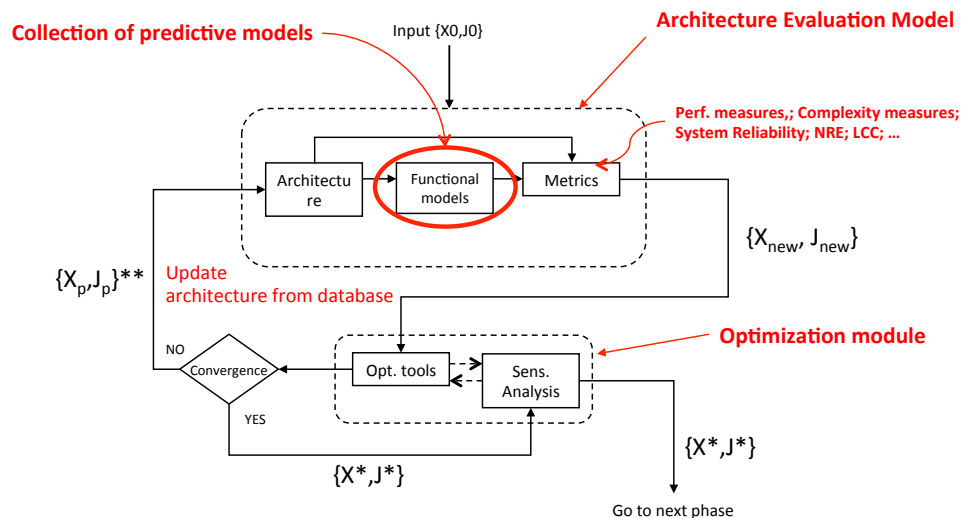 Architecture Evaluation Model
Collection of predictive models
Input {X0,J0}
Perf. measures,; Complexity measures;
System Reliability; NRE; LCC; ...
Architectu
re
Functional
models
Metrics
{Xnew, Jnew}
{Xp,Jp}**
Update
architecture from database
Optimization module
NO
Convergence
Opt. tools
Sens.
Analysis
YES
{X*,J*}
{X*,J*}
Go to next phase